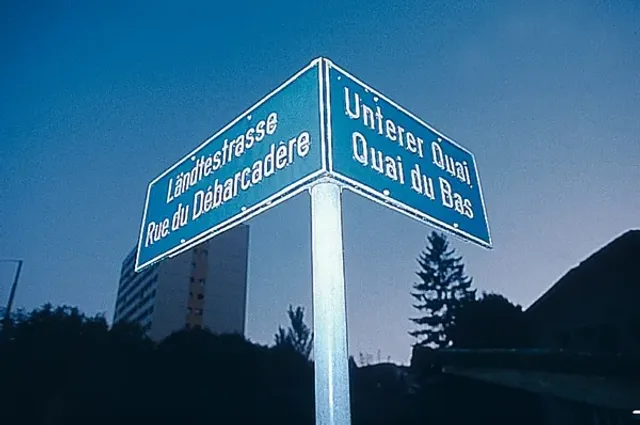 Ländtestrasse
Rue du Débarcadère
Unterer Quai
Quai du Bas